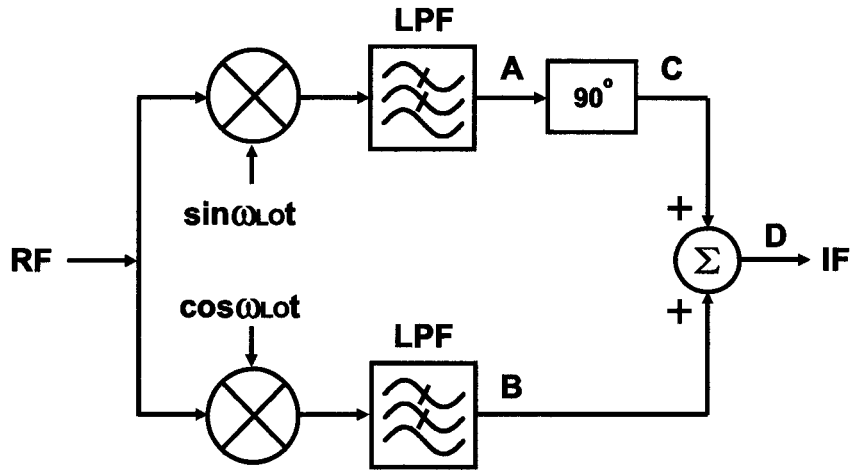 LPF
A
90°
C
sinωLOt
+
RF
Σ
D
IF
cosωLOt
+
LPF
B